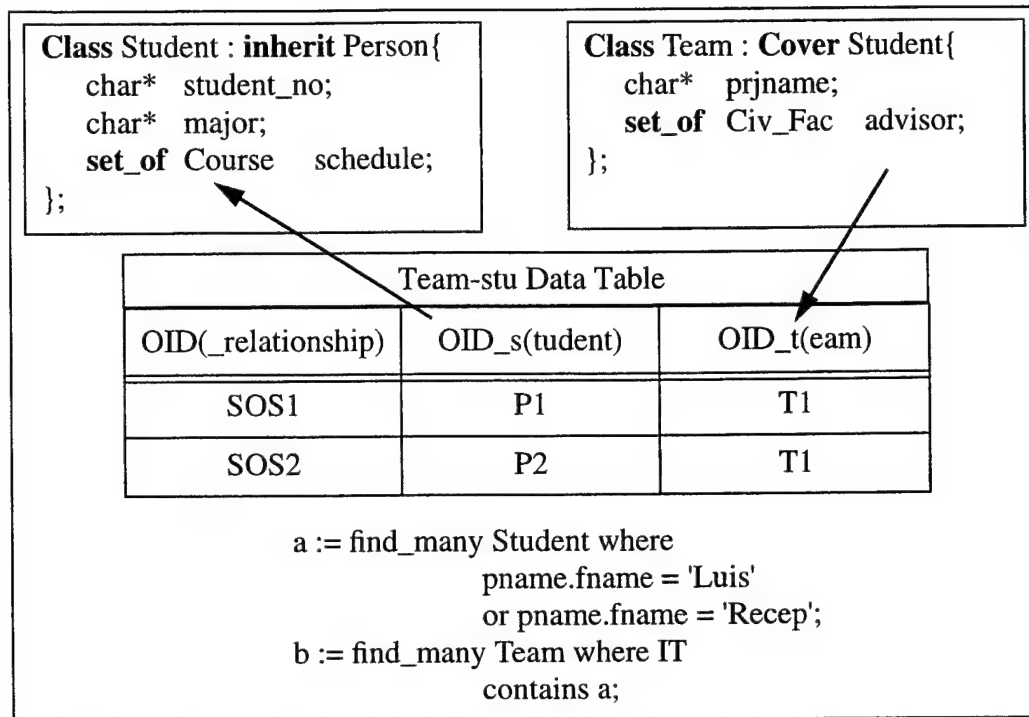 Class Student : inherit Person{
char* student_no;
char* major;
set_of Course schedule;
};
Class Team : Cover Student{
char* prjname;
set_of Civ_Fac advisor;
};
Team-stu Data Table
OID(_relationship) OID_s(tudent) OID_t(eam)
SOS1 P1 T1
SOS2 P2 T1
a := find_many Student where
pname.fname = 'Luis'
or pname.fname = 'Recep';
b := find_many Team where IT
contains a;